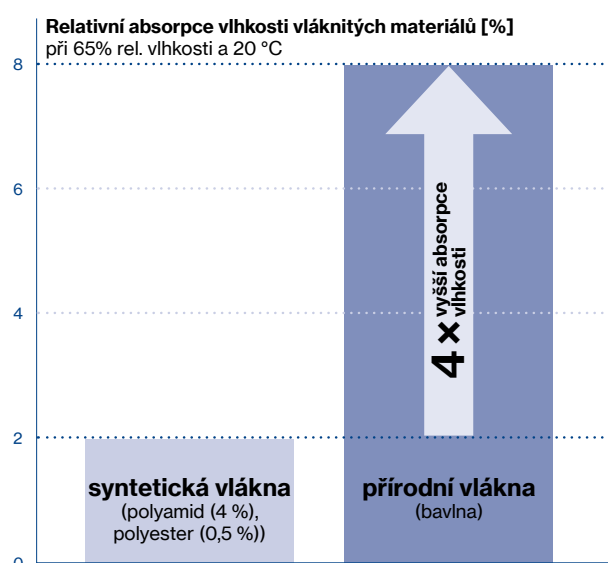 Relativní absorpce vlhkosti vláknitých materiálů [%]
při 65% rel. vlhkosti a 20 °C
8
6
4
2
0
4 × vyšší absorpce
vlhkosti
syntetická vlákna
(polyamid (4 %),
polyester (0,5 %))
přírodní vlákna
(bavlna)